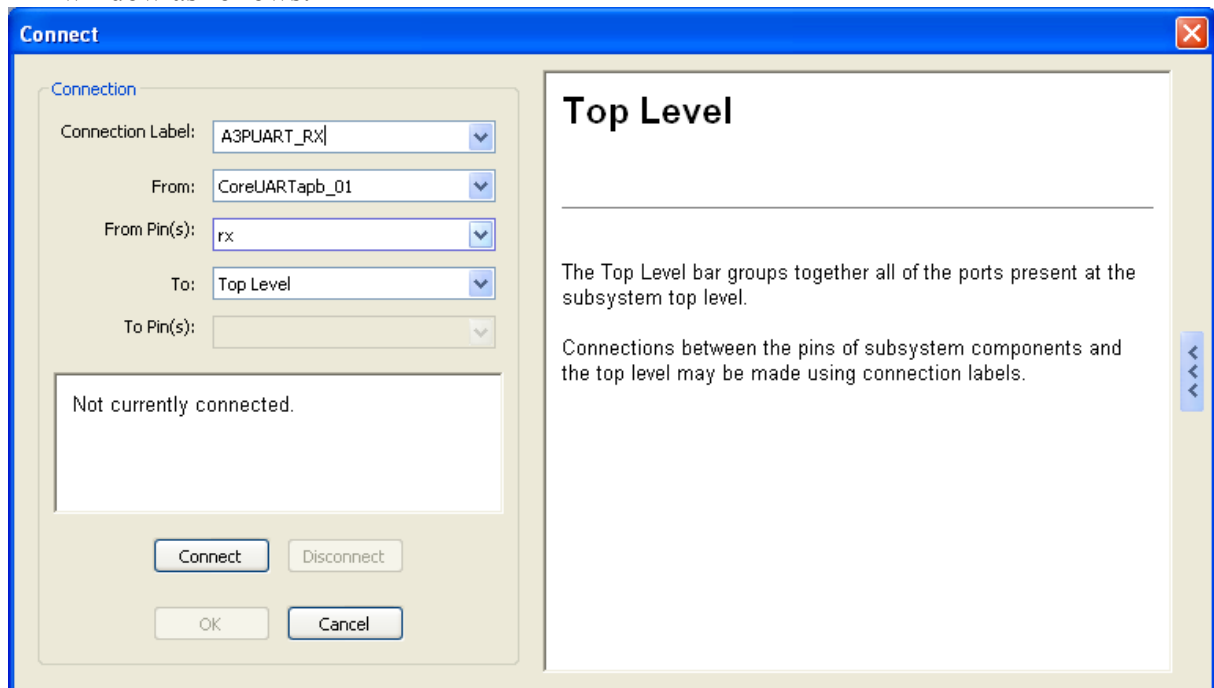 Connect
Connection
Connection Label: A3PUART_RX
From: CoreUARTapb_01
From Pin(s): rx
To: Top Level
To Pin(s):
Not currently connected.
Connect Disconnect
OK Cancel
Top Level
The Top Level bar groups together all of the ports present at the
subsystem top level.
Connections between the pins of subsystem components and
the top level may be made using connection labels.